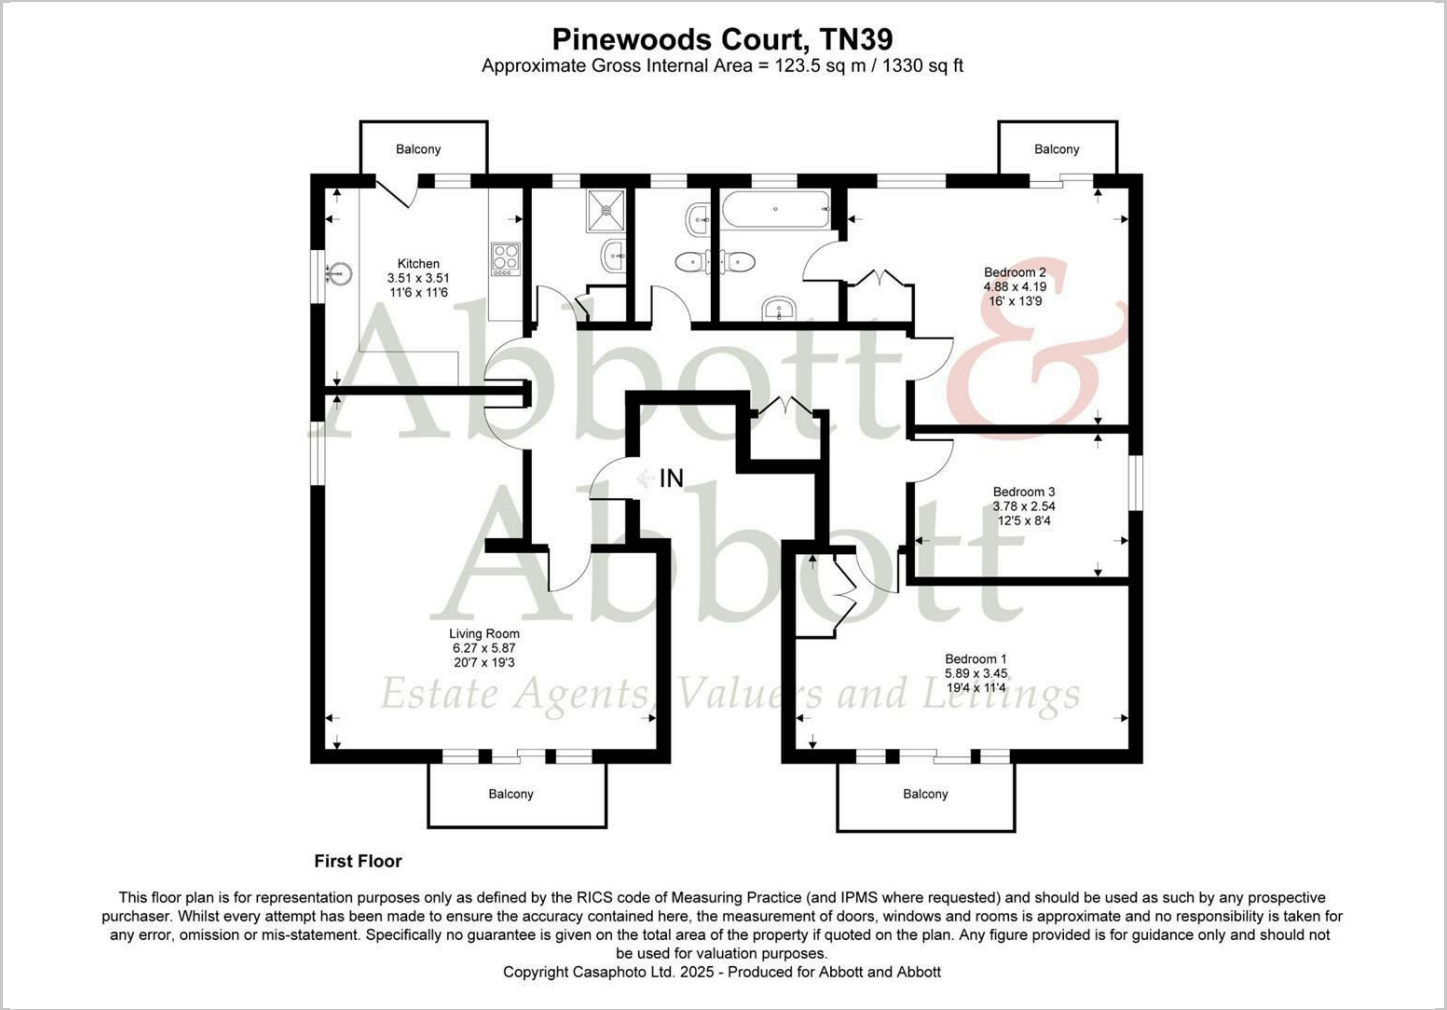 Pinewoods Court, TN39
Approximate Gross Internal Area = 123.5 sq m / 1330 sq ft
Balcony
Balcony
Kitchen
3.51 x 3.51
11'6 x 11'6
Bedroom 2
4.88 x 4.19
16' x 13'9
Abbott &
IN
Bedroom 3
3.78 x 2.54
12'5 x 8'4
Abbott
Living Room
6.27 x 5.87
20'7 x 19'3
Bedroom 1
5.89 x 3.45
19'4 x 11'4
Estate Agents, Valuers and Lettings
Balcony
Balcony
First Floor
This floor plan is for representation purposes only as defined by the RICS code of Measuring Practice (and IPMS where requested) and should be used as such by any prospective
purchaser. Whilst every attempt has been made to ensure the accuracy contained here, the measurement of doors, windows and rooms is approximate and no responsibility is taken for
any error, omission or mis-statement. Specifically no guarantee is given on the total area of the property if quoted on the plan. Any figure provided is for guidance only and should not
be used for valuation purposes.
Copyright Casaphoto Ltd. 2025 - Produced for Abbott and Abbott